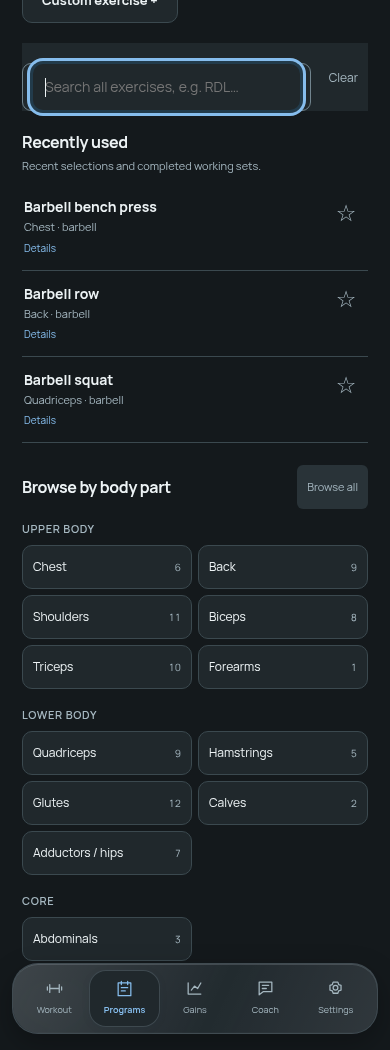 Custom exercise +
Search all exercises, e.g. RDL...
Clear
Recently used
Recent selections and completed working sets.
Barbell bench press
Chest · barbell
Details
Barbell row
Back · barbell
Details
Barbell squat
Quadriceps · barbell
Details
Browse by body part
Browse all
UPPER BODY
Chest 6
Back 9
Shoulders 11
Biceps 8
Triceps 10
Forearms 1
LOWER BODY
Quadriceps 9
Hamstrings 5
Glutes 12
Calves 2
Adductors / hips 7
CORE
Abdominals 3
Workout
Programs
Gains
Coach
Settings